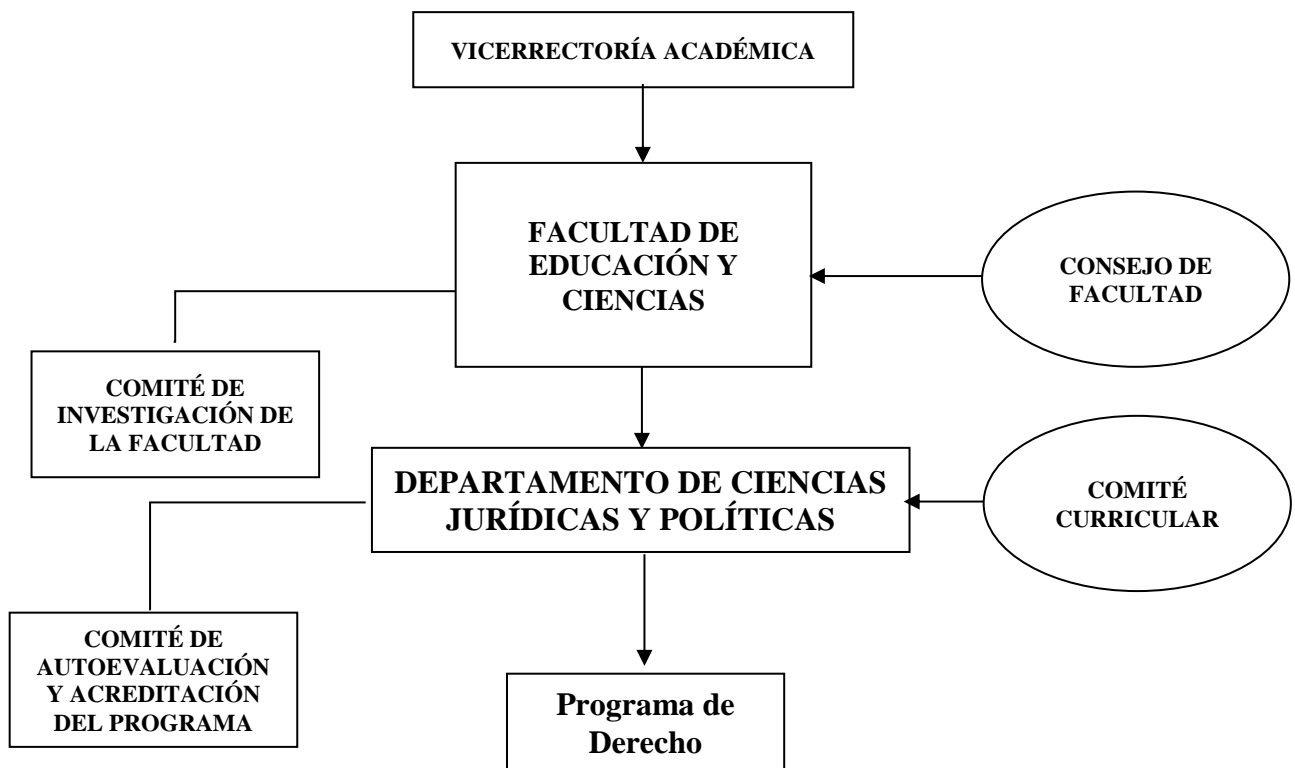 VICERRECTORÍA ACADÉMICA
FACULTAD DE
EDUCACIÓN Y
CIENCIAS
CONSEJO DE
FACULTAD
COMITÉ DE
INVESTIGACIÓN DE
LA FACULTAD
DEPARTAMENTO DE CIENCIAS
JURÍDICAS Y POLÍTICAS
COMITÉ
CURRICULAR
COMITÉ DE
AUTOEVALUACIÓN
Y ACREDITACIÓN
DEL PROGRAMA
Programa de
Derecho